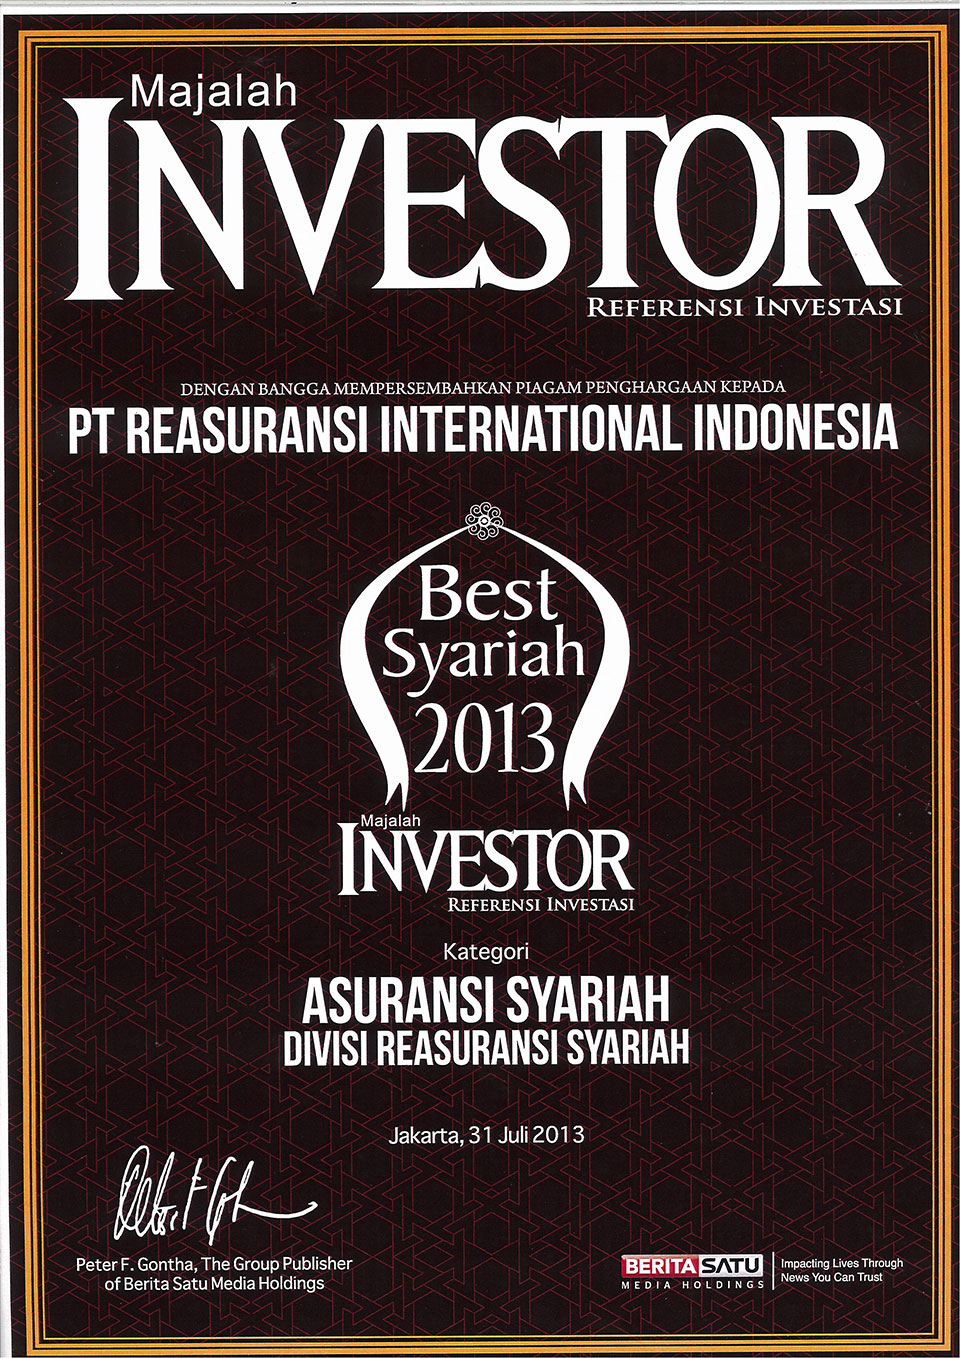 Majalah
INVESTOR
REFERENSI INVESTASI
DENGAN BANGGA MEMPERSEMBAHKAN PIAGAM PENGHARGAAN KEPADA
PT REASURANSI INTERNATIONAL INDONESIA
Best
Syariah
2013
Majalah
INVESTOR
REFERENSI INVESTASI
Kategori
ASURANSI SYARIAH
DIVISI REASURANSI SYARIAH
Jakarta, 31 Juli 2013
Peter F. Gontha, The Group Publisher
of Berita Satu Media Holdings
BERITA SATU
MEDIA HOLDINGS
Impacting Lives Through
News You Can Trust